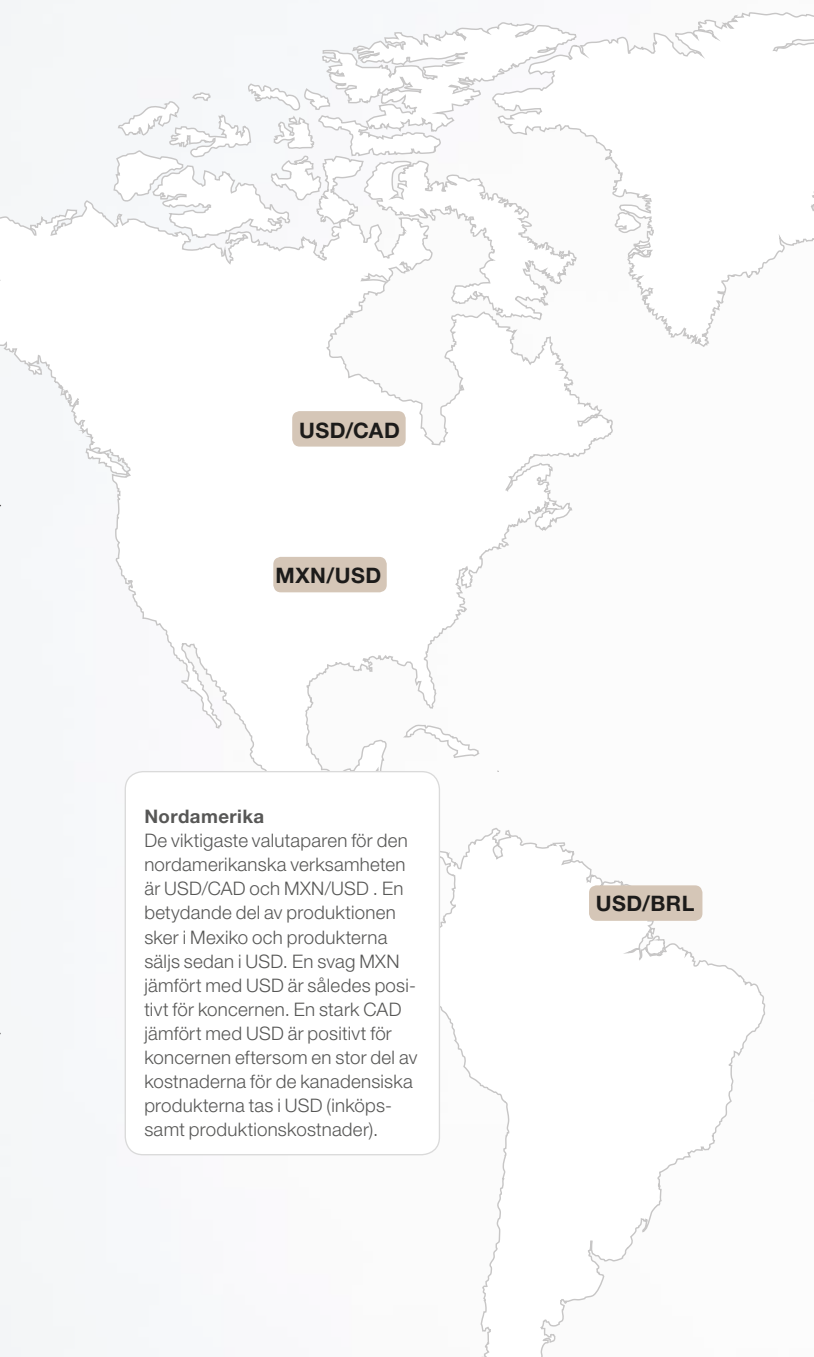 USD/CAD
MXN/USD
USD/BRL
Nordamerika
De viktigaste valutaparen för den
nordamerikanska verksamheten
är USD/CAD och MXN/USD . En
betydande del av produktionen
sker i Mexiko och produkterna
säljs sedan i USD. En svag MXN
jämfört med USD är således posi-
tivt för koncernen. En stark CAD
jämfört med USD är positivt för
koncernen eftersom en stor del av
kostnaderna för de kanadensiska
produkterna tas i USD (inköps-
samt produktionskostnader).